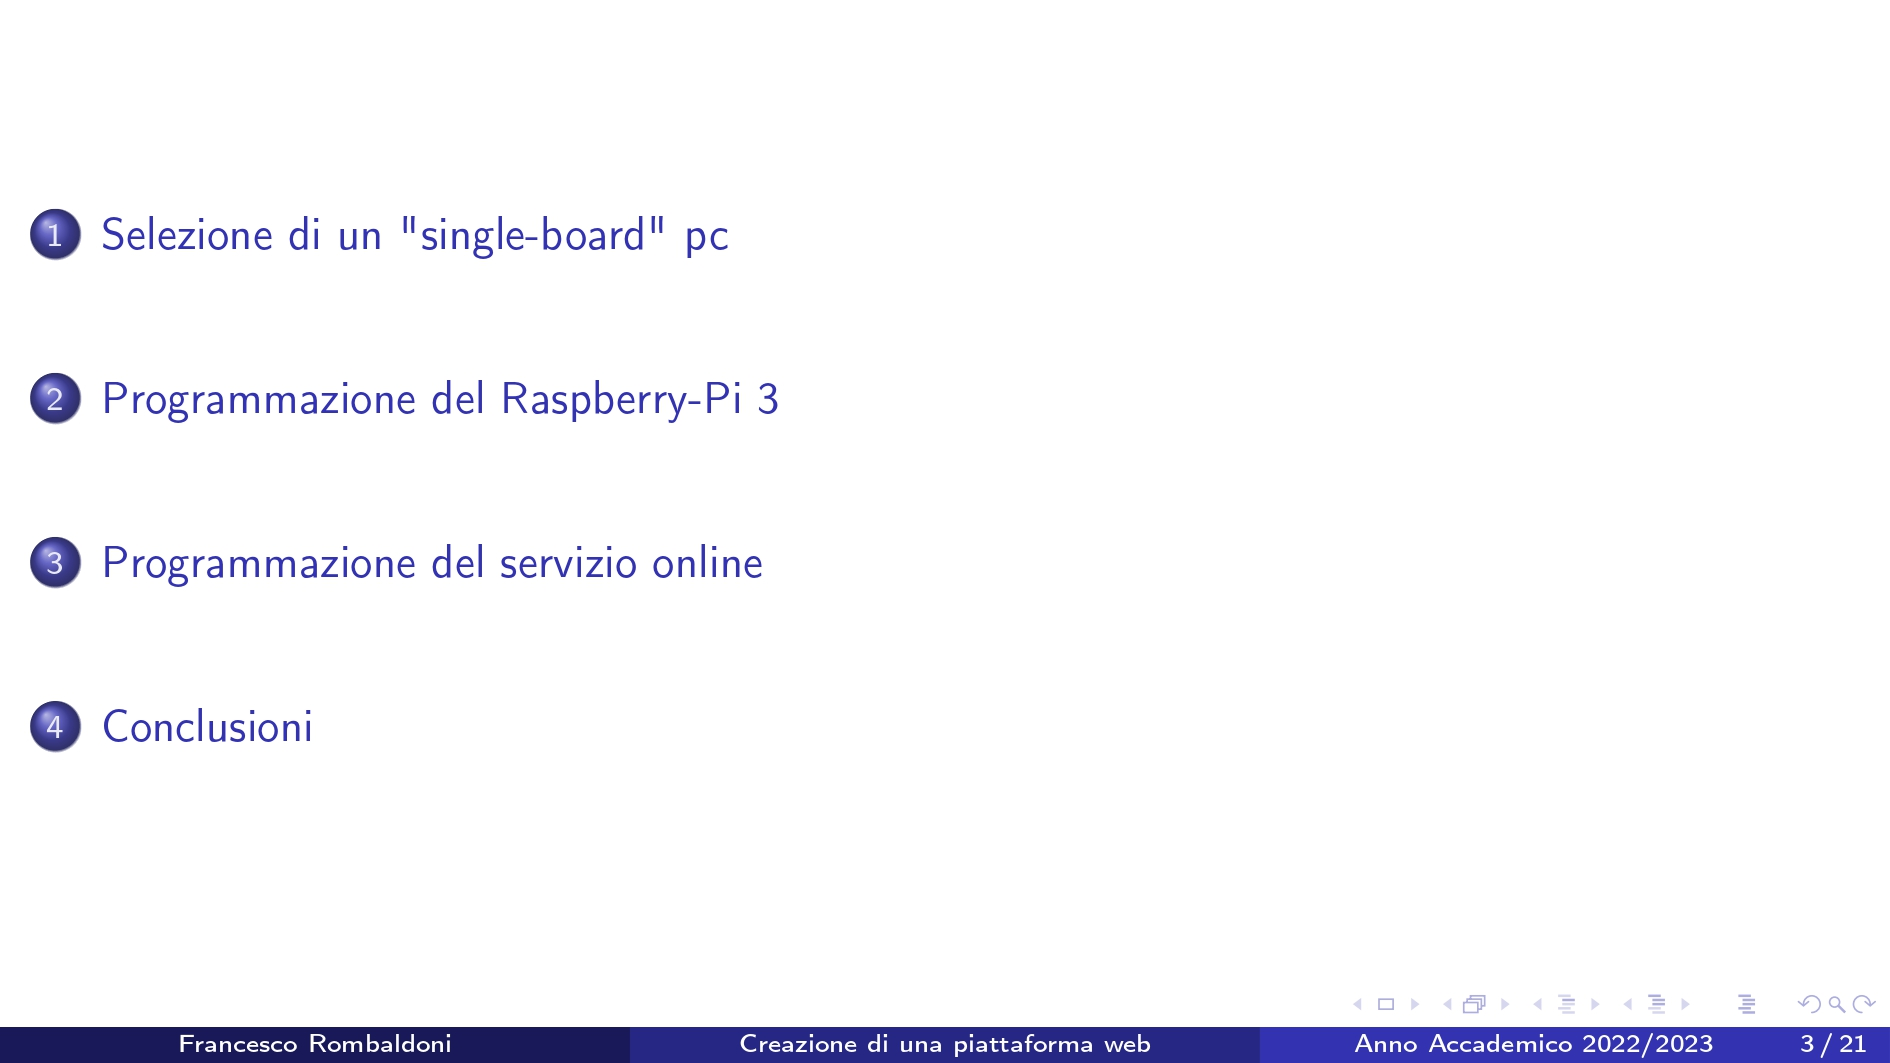 1 Selezione di un "single-board" pc
2 Programmazione del Raspberry-Pi 3
3 Programmazione del servizio online
4 Conclusioni
Francesco Rombaldoni Creazione di una piattaforma web Anno Accademico 2022/2023 3 / 21